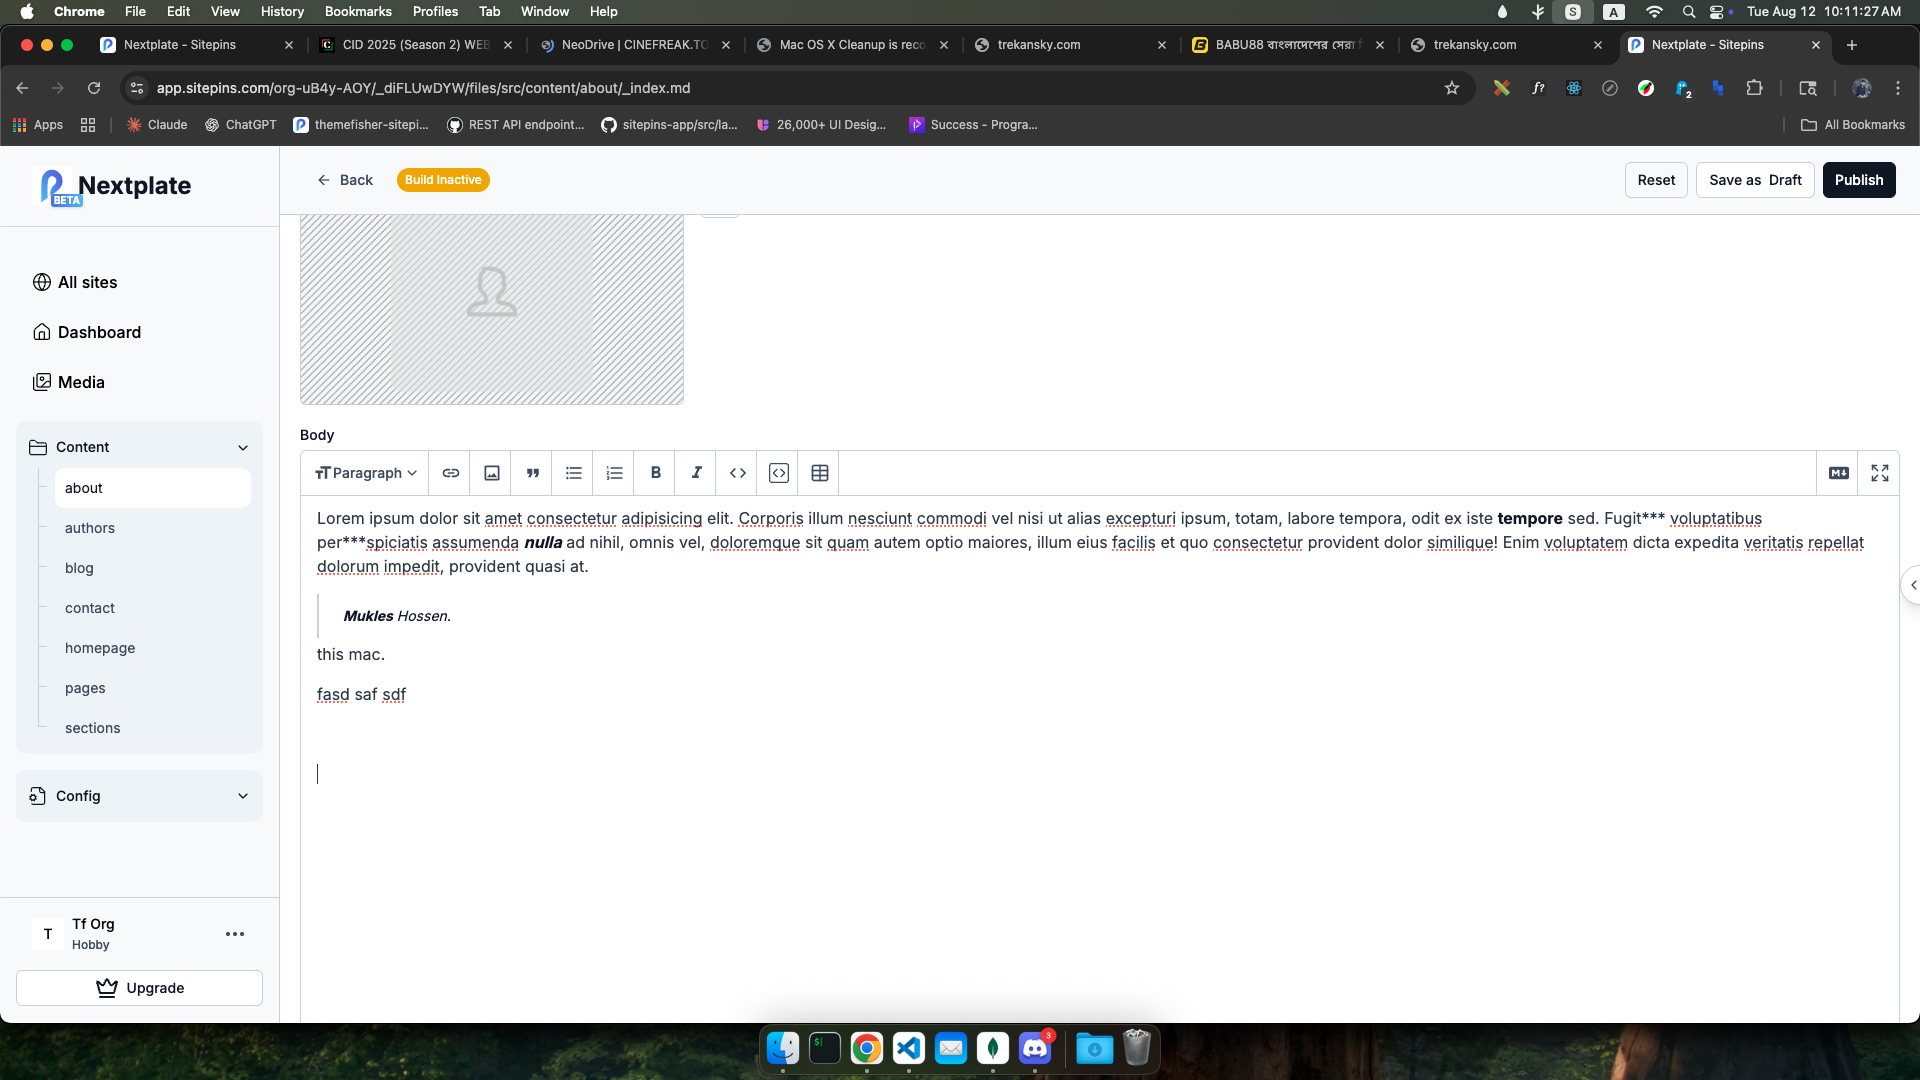 Chrome File Edit View History Bookmarks Profiles Tab Window Help S A Tue Aug 12 10:11:27 AM
Nextplate - Sitepins CID 2025 (Season 2) WEB NeoDrive | CINEFREAK.TO Mac OS X Cleanup is reco trekansky.com BABU88 বাংলাদেশের সেরা trekansky.com Nextplate - Sitepins
app.sitepins.com/org-uB4y-AOY/_diFLUwDYW/files/src/content/about/_index.md f? 2
Apps Claude ChatGPT themefisher-sitepi... REST API endpoint... sitepins-app/src/la... 26,000+ UI Desig... Success - Progra... All Bookmarks
Nextplate
BETA
Back Build Inactive Reset Save as Draft Publish
All sites
Dashboard
Media
Content
about
authors
blog
contact
homepage
pages
sections
Config
Tf Org
T
Hobby
Upgrade
Body
TT Paragraph B I M↓
Lorem ipsum dolor sit amet consectetur adipisicing elit. Corporis illum nesciunt commodi vel nisi ut alias excepturi ipsum, totam, labore tempora, odit ex iste tempore sed. Fugit*** voluptatibus
per***spiciatis assumenda nulla ad nihil, omnis vel, doloremque sit quam autem optio maiores, illum eius facilis et quo consectetur provident dolor similique! Enim voluptatem dicta expedita veritatis repellat
dolorum impedit, provident quasi at.
Mukles Hossen.
this mac.
fasd saf sdf
$
3